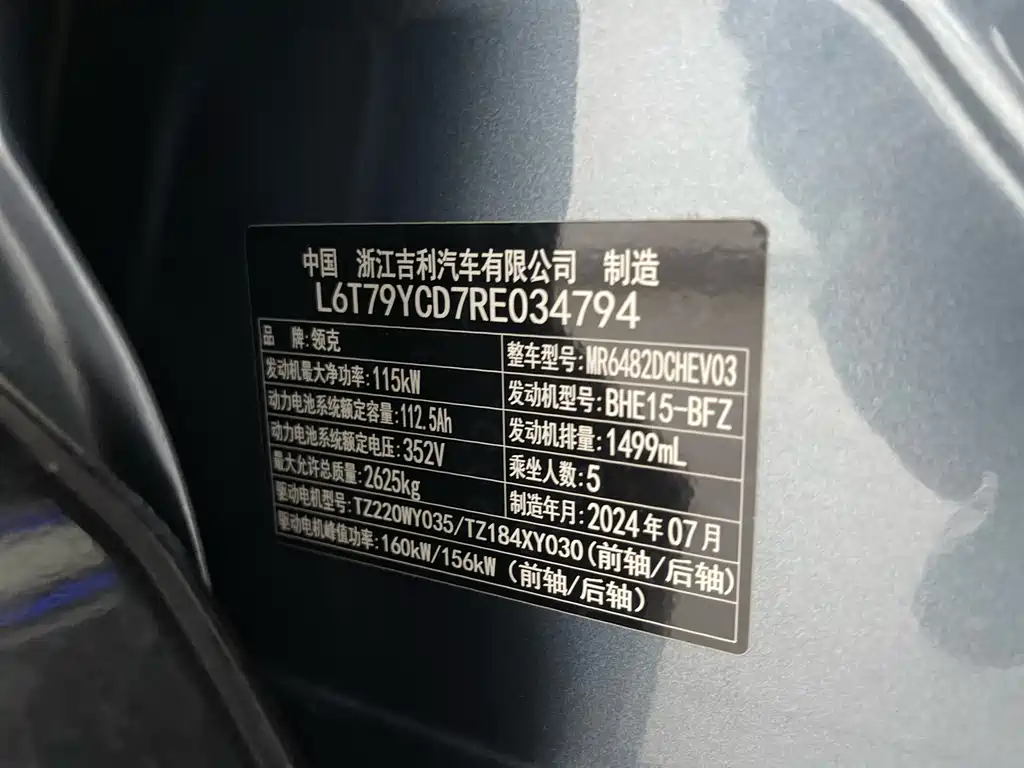 中国 浙江吉利汽车有限公司 制造
L6T79YCD7RE034794
品 牌:领克 整车型号:MR6482DCHEV03
发动机最大净功率:115kW 发动机型号:BHE15-BFZ
动力电池系统额定容量:112.5Ah 发动机排量:1499mL
动力电池系统额定电压:352V 乘坐人数:5
最大允许总质量:2625kg 制造年月:2024年07月
驱动电机型号:TZ220WY035/TZ184XY030(前轴/后轴)
驱动电机峰值功率:160kW/156kW (前轴/后轴)